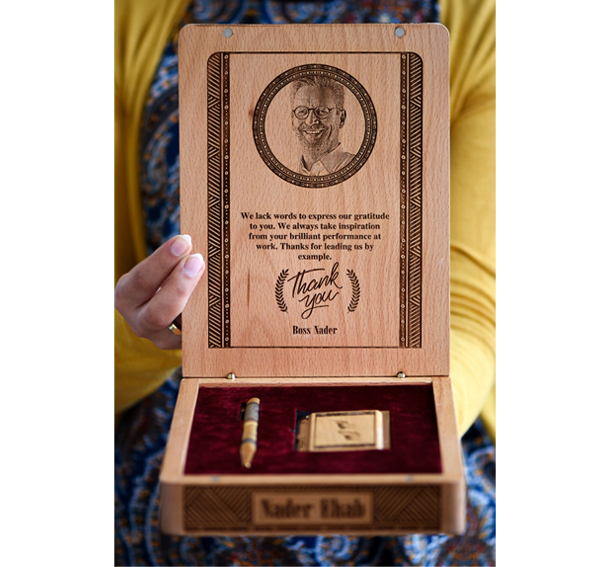 We lack words to express our gratitude
to you. We always take inspiration
from your brilliant performance at
work. Thanks for leading us by
example.
Thank
you
Boss Nader
Nader Ehab